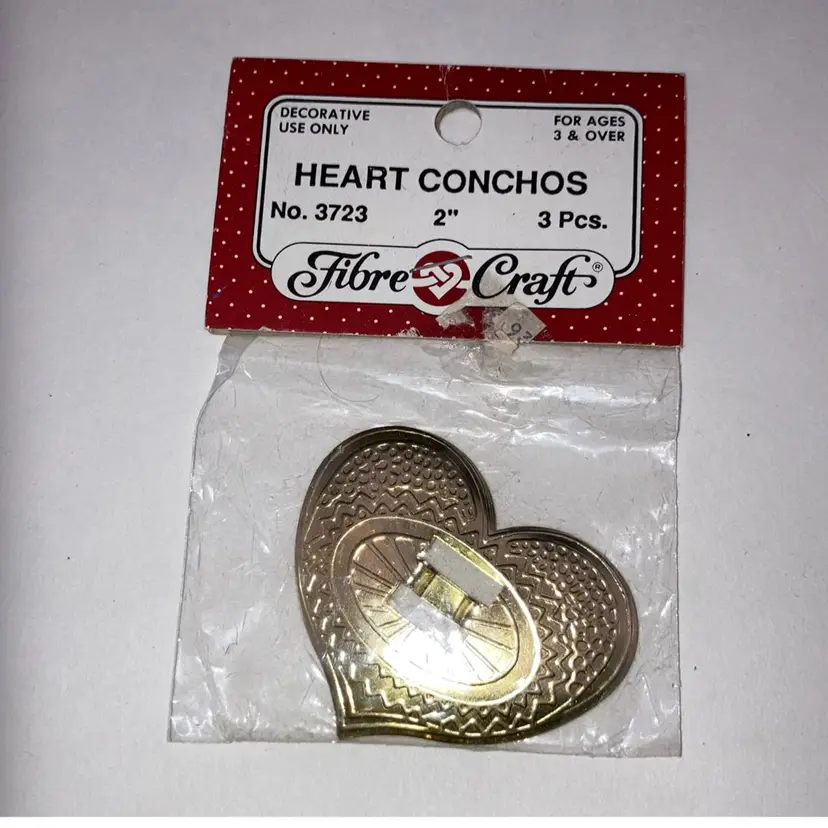 DECORATIVE
USE ONLY
FOR AGES
3 & OVER
HEART CONCHOS
No. 3723 2" 3 Pcs.
Fibre Craft®